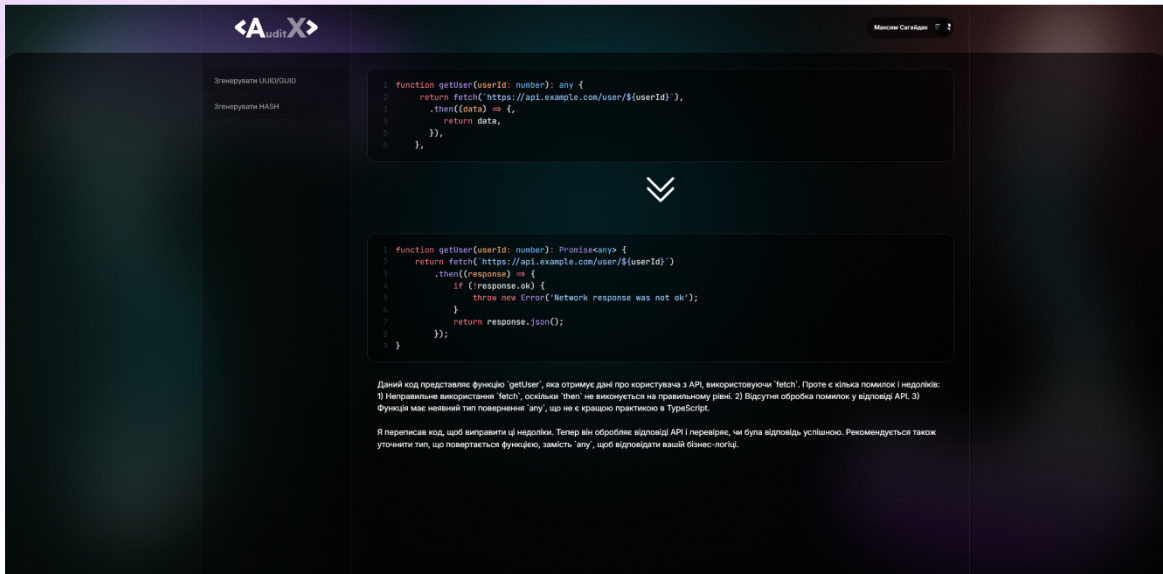 <AuditX>
Максим Сагайдак
Згенерувати UUID/GUID
Згенерувати HASH
1 function getUser(userId: number): any {
2 return fetch(`https://api.example.com/user/${userId}`),
3 .then((data) => {,
4 return data,
5 }),
6 },
1 function getUser(userId: number): Promise<any> {
2 return fetch(`https://api.example.com/user/${userId}`)
3 .then((response) => {
4 if (!response.ok) {
5 throw new Error('Network response was not ok');
6 }
7 return response.json();
8 });
9 }
Даний код представляє функцію `getUser`, яка отримує дані про користувача з API, використовуючи `fetch`. Проте є кілька помилок і недоліків:
1) Неправильне використання `fetch`, оскільки `then` не виконується на правильному рівні. 2) Відсутня обробка помилок у відповіді API. 3)
Функція має неявний тип повернення `any`, що не є кращою практикою в TypeScript.
Я переписав код, щоб виправити ці недоліки. Тепер він обробляє відповіді API і перевіряє, чи була відповідь успішною. Рекомендується також
уточнити тип, що повертається функцією, замість `any`, щоб відповідати вашій бізнес-логіці.